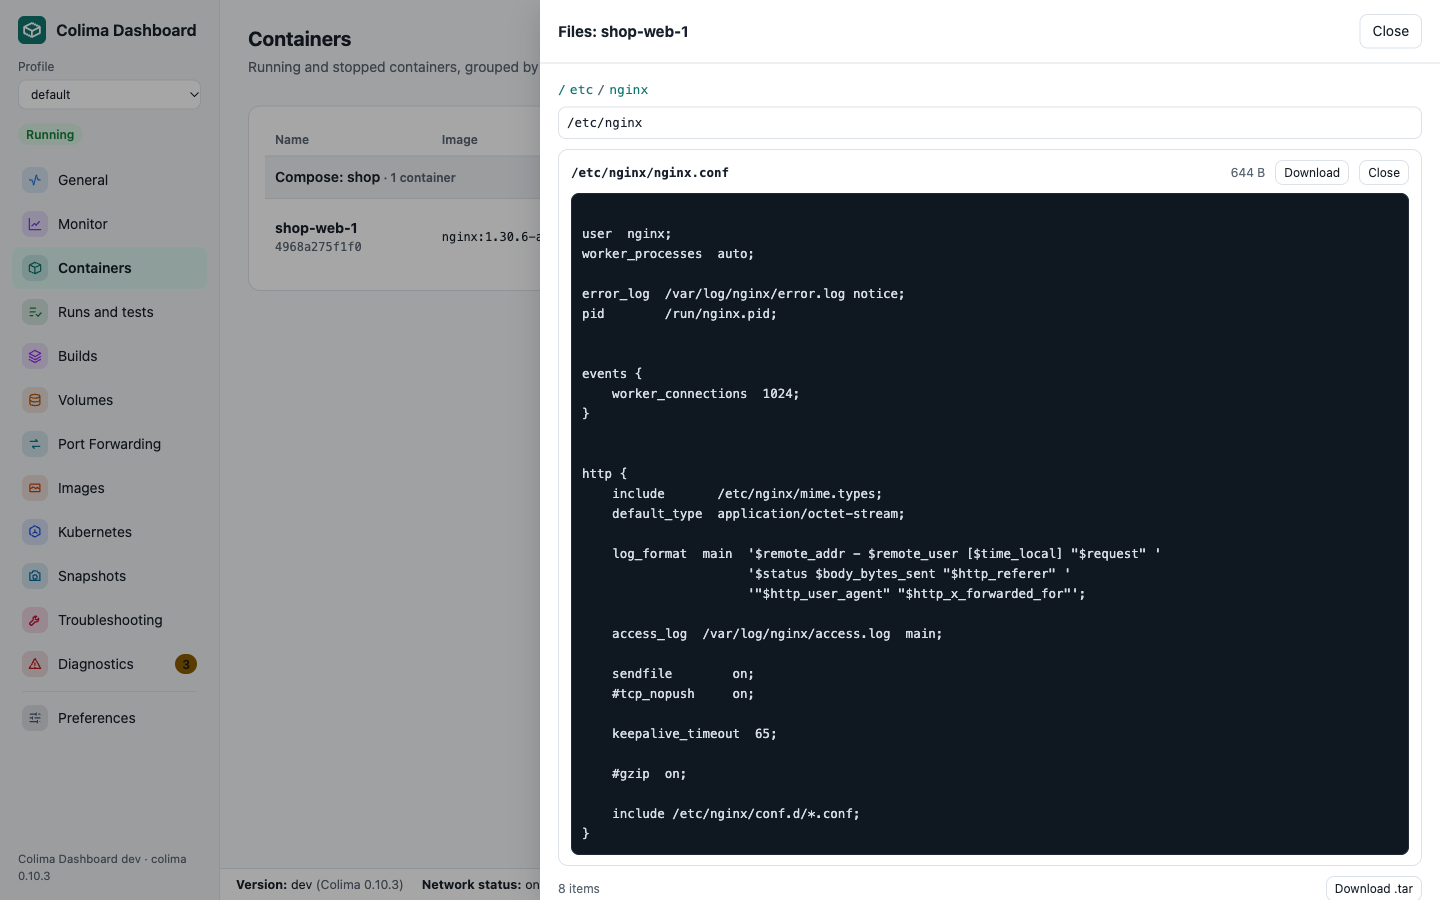 Colima Dashboard
Profile
default
Running
General
Monitor
Containers
Runs and tests
Builds
Volumes
Port Forwarding
Images
Kubernetes
Snapshots
Troubleshooting
Diagnostics 3
Preferences
Colima Dashboard dev · colima
0.10.3
Containers
Running and stopped containers, grouped by
Name Image
Compose: shop · 1 container
shop-web-1
4968a275f1f0
nginx:1.30.6-a
Version: dev (Colima 0.10.3) Network status: on
Files: shop-web-1 Close
/ etc / nginx
/etc/nginx
/etc/nginx/nginx.conf 644 B Download Close
user  nginx;
worker_processes  auto;
error_log  /var/log/nginx/error.log notice;
pid        /run/nginx.pid;
events {
    worker_connections  1024;
}
http {
    include       /etc/nginx/mime.types;
    default_type  application/octet-stream;
    log_format  main  '$remote_addr - $remote_user [$time_local] "$request" '
                      '$status $body_bytes_sent "$http_referer" '
                      '"$http_user_agent" "$http_x_forwarded_for"';
    access_log  /var/log/nginx/access.log  main;
    sendfile        on;
    #tcp_nopush     on;
    keepalive_timeout  65;
    #gzip  on;
    include /etc/nginx/conf.d/*.conf;
}
8 items Download .tar